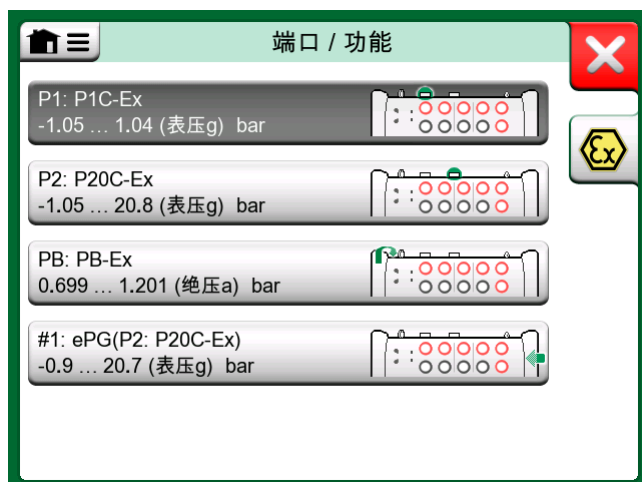 端口 / 功能
P1: P1C-Ex
-1.05 … 1.04 (表压g) bar
P2: P20C-Ex
-1.05 … 20.8 (表压g) bar
PB: PB-Ex
0.699 … 1.201 (绝压a) bar
#1: ePG(P2: P20C-Ex)
-0.9 … 20.7 (表压g) bar
Ex